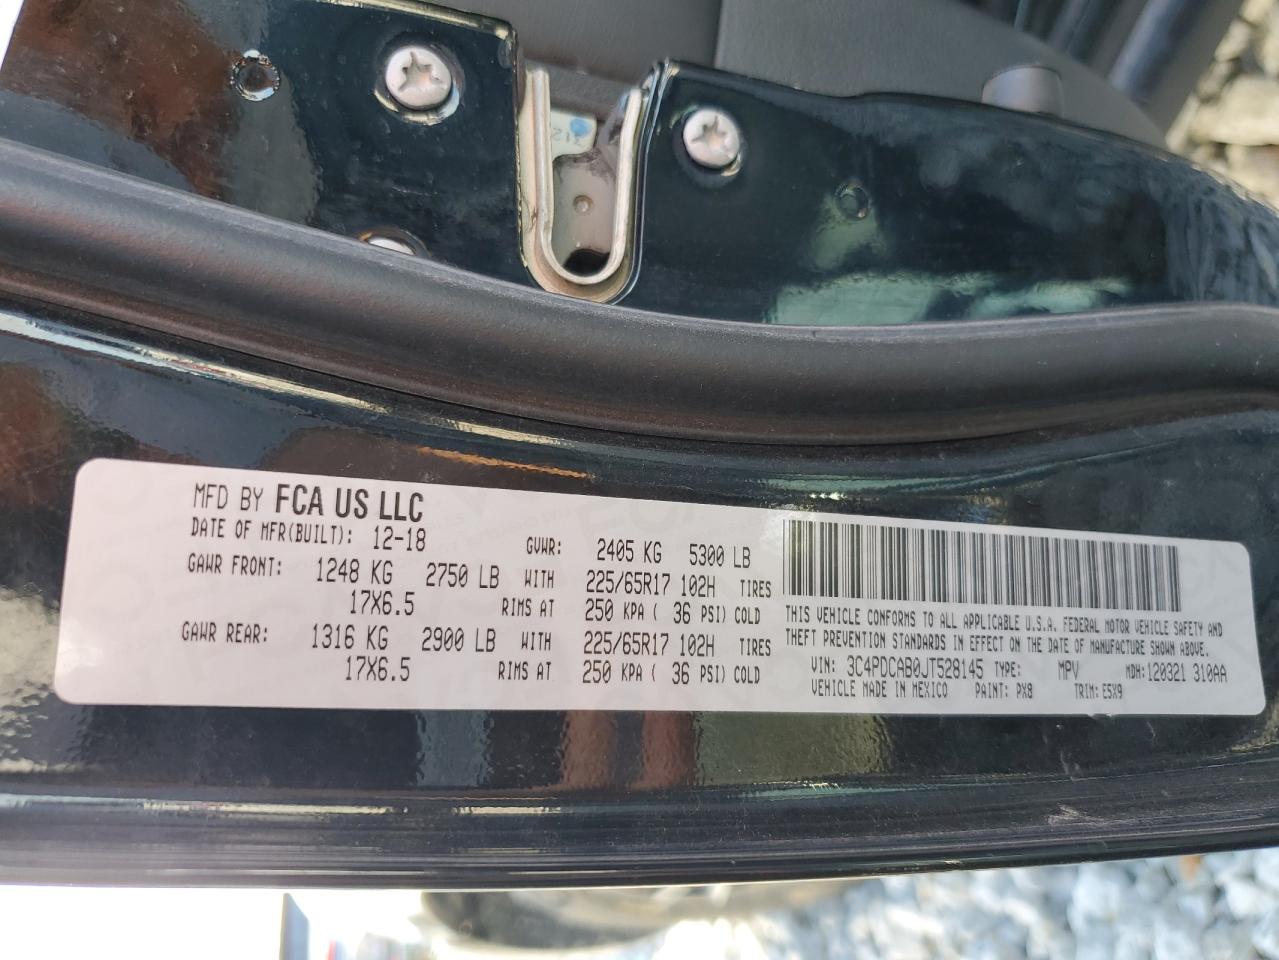 MFD BY FCA US LLC
DATE OF MFR(BUILT): 12-18 GVWR: 2405 KG 5300 LB
GAWR FRONT: 1248 KG 2750 LB WITH 225/65R17 102H TIRES
17X6.5 RIMS AT 250 KPA ( 36 PSI) COLD
GAWR REAR: 1316 KG 2900 LB WITH 225/65R17 102H TIRES
17X6.5 RIMS AT 250 KPA ( 36 PSI) COLD
THIS VEHICLE CONFORMS TO ALL APPLICABLE U.S.A. FEDERAL MOTOR VEHICLE SAFETY AND
THEFT PREVENTION STANDARDS IN EFFECT ON THE DATE OF MANUFACTURE SHOWN ABOVE.
VIN: 3C4PDCAB0JT528145 TYPE: MPV MDH: 120321 310AA
VEHICLE MADE IN MEXICO PAINT: PX8 TRIM: E5X9